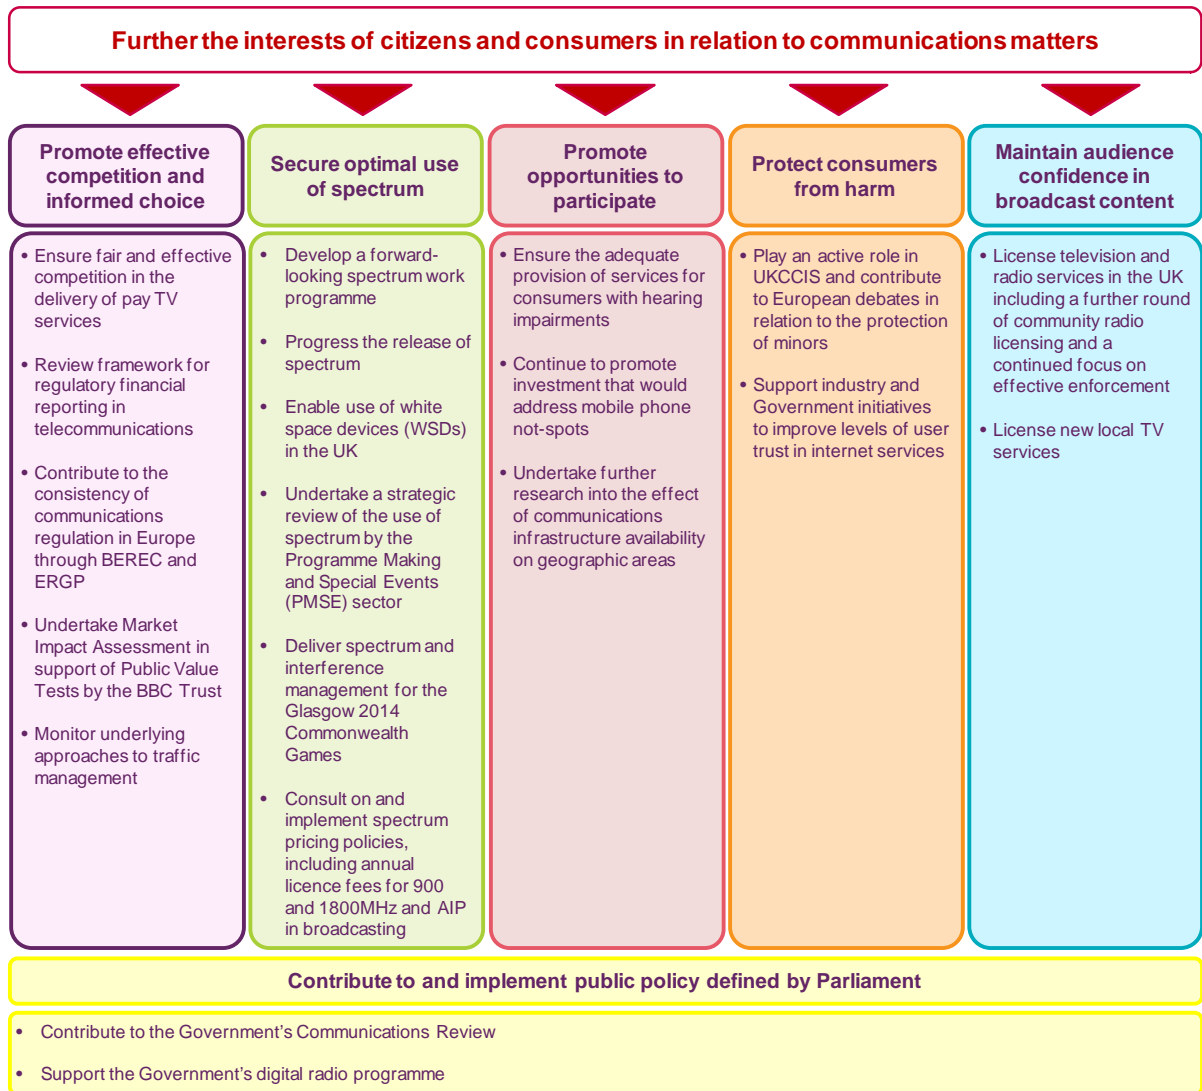 Further the interests of citizens and consumers in relation to communications matters
Promote effective
competition and
informed choice
• Ensure fair and effective
competition in the
delivery of pay TV
services
• Review framework for
regulatory financial
reporting in
telecommunications
• Contribute to the
consistency of
communications
regulation in Europe
through BEREC and
ERGP
• Undertake Market
Impact Assessment in
support of Public Value
Tests by the BBC Trust
• Monitor underlying
approaches to traffic
management
Secure optimal use
of spectrum
• Develop a forward-
looking spectrum work
programme
• Progress the release of
spectrum
• Enable use of white
space devices (WSDs)
in the UK
• Undertake a strategic
review of the use of
spectrum by the
Programme Making
and Special Events
(PMSE) sector
• Deliver spectrum and
interference
management for the
Glasgow 2014
Commonwealth
Games
• Consult on and
implement spectrum
pricing policies,
including annual
licence fees for 900
and 1800MHz and AIP
in broadcasting
Promote
opportunities to
participate
• Ensure the adequate
provision of services for
consumers with hearing
impairments
• Continue to promote
investment that would
address mobile phone
not-spots
• Undertake further
research into the effect
of communications
infrastructure availability
on geographic areas
Protect consumers
from harm
• Play an active role in
UKCCIS and contribute
to European debates in
relation to the protection
of minors
• Support industry and
Government initiatives
to improve levels of user
trust in internet services
Maintain audience
confidence in
broadcast content
• License television and
radio services in the UK
including a further round
of community radio
licensing and a
continued focus on
effective enforcement
• License new local TV
services
Contribute to and implement public policy defined by Parliament
• Contribute to the Government's Communications Review
• Support the Government's digital radio programme